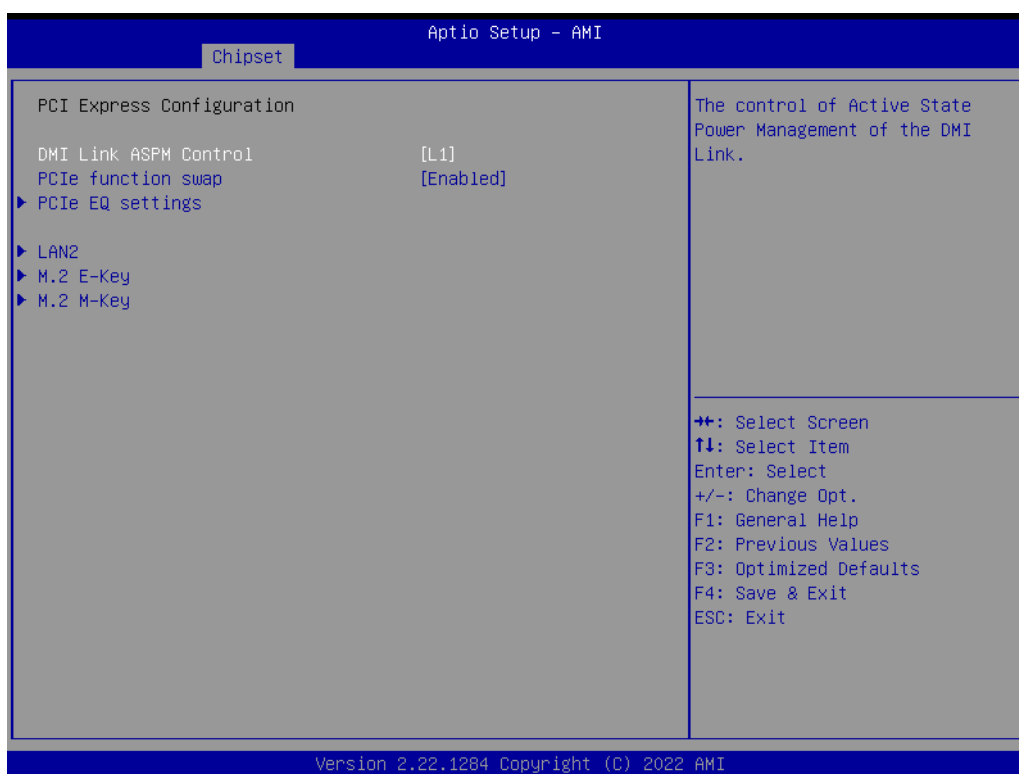 Aptio Setup – AMI
Chipset
PCI Express Configuration
DMI Link ASPM Control [L1]
PCIe function swap [Enabled]
▶ PCIe EQ settings
▶ LAN2
▶ M.2 E-Key
▶ M.2 M-Key
The control of Active State
Power Management of the DMI
Link.
→←: Select Screen
↑↓: Select Item
Enter: Select
+/-: Change Opt.
F1: General Help
F2: Previous Values
F3: Optimized Defaults
F4: Save & Exit
ESC: Exit
Version 2.22.1284 Copyright (C) 2022 AMI